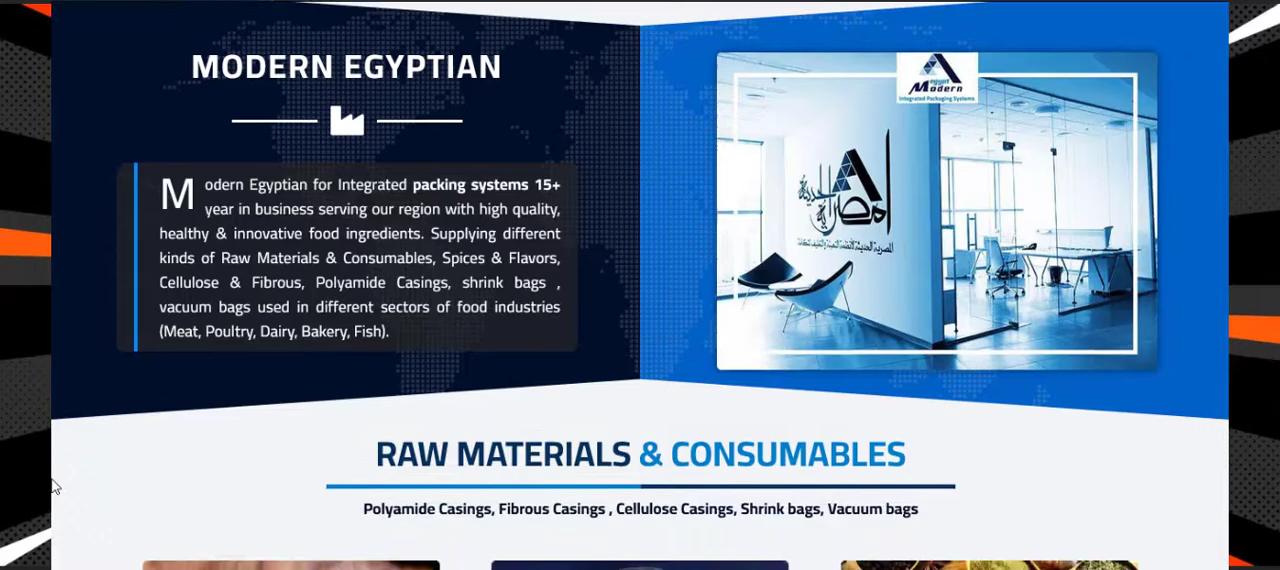 MODERN EGYPTIAN
Modern Egyptian for Integrated packing systems 15+
year in business serving our region with high quality,
healthy & innovative food ingredients. Supplying different
kinds of Raw Materials & Consumables, Spices & Flavors,
Cellulose & Fibrous, Polyamide Casings, shrink bags ,
vacuum bags used in different sectors of food industries
(Meat, Poultry, Dairy, Bakery, Fish).
egypt
Modern
Integrated Packaging Systems
المصرية الحديثة
RAW MATERIALS & CONSUMABLES
Polyamide Casings, Fibrous Casings , Cellulose Casings, Shrink bags, Vacuum bags